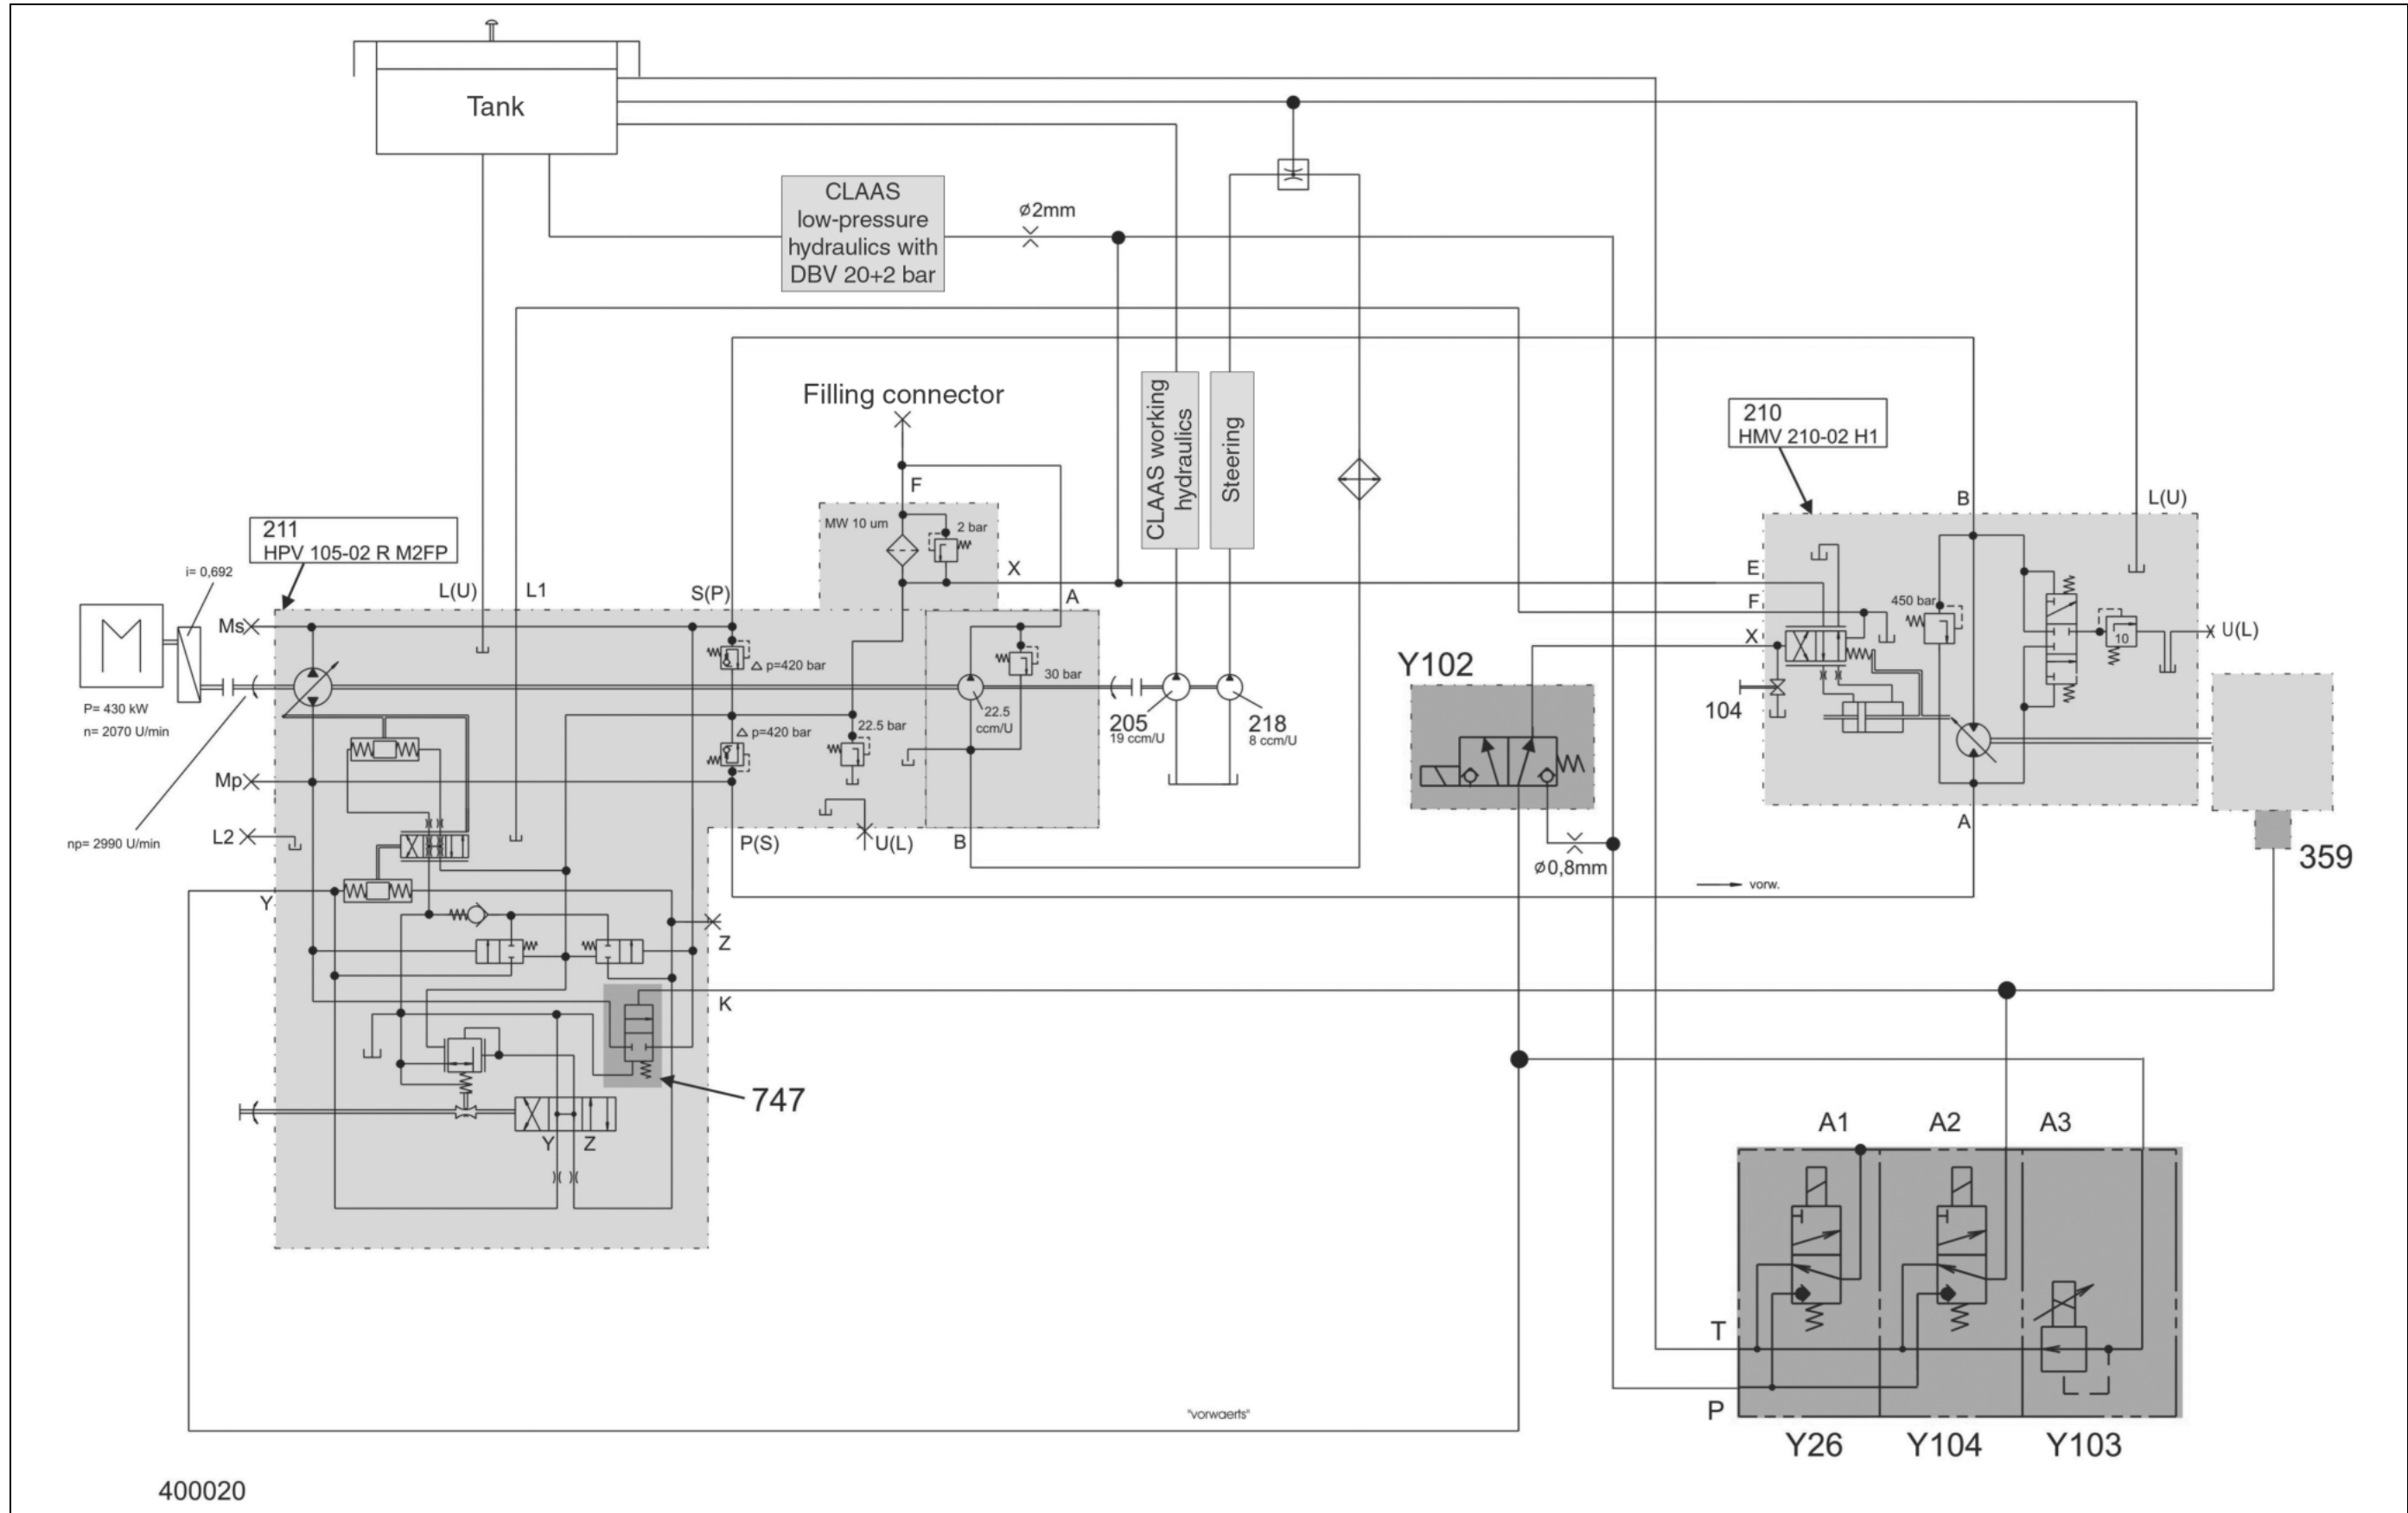 Tank
CLAAS
low-pressure
hydraulics with
DBV 20+2 bar
⌀2mm
Filling connector
F
MW 10 um
2 bar
X
A
CLAAS working
hydraulics
Steering
210
HMV 210-02 H1
B
L(U)
E
F
X
450 bar
10
U(L)
104
A
211
HPV 105-02 R M2FP
i= 0,692
L(U)
L1
S(P)
Ms
M
P= 430 kW
n= 2070 U/min
np= 2990 U/min
Mp
L2
Y
Δ p=420 bar
Δ p=420 bar
22.5 bar
30 bar
22.5
ccm/U
205
19 ccm/U
218
8 ccm/U
P(S)
U(L)
B
Y102
⌀0,8mm
vorw.
359
Z
K
747
Y
Z
A1
A2
A3
T
P
"vorwaerts"
Y26
Y104
Y103
400020